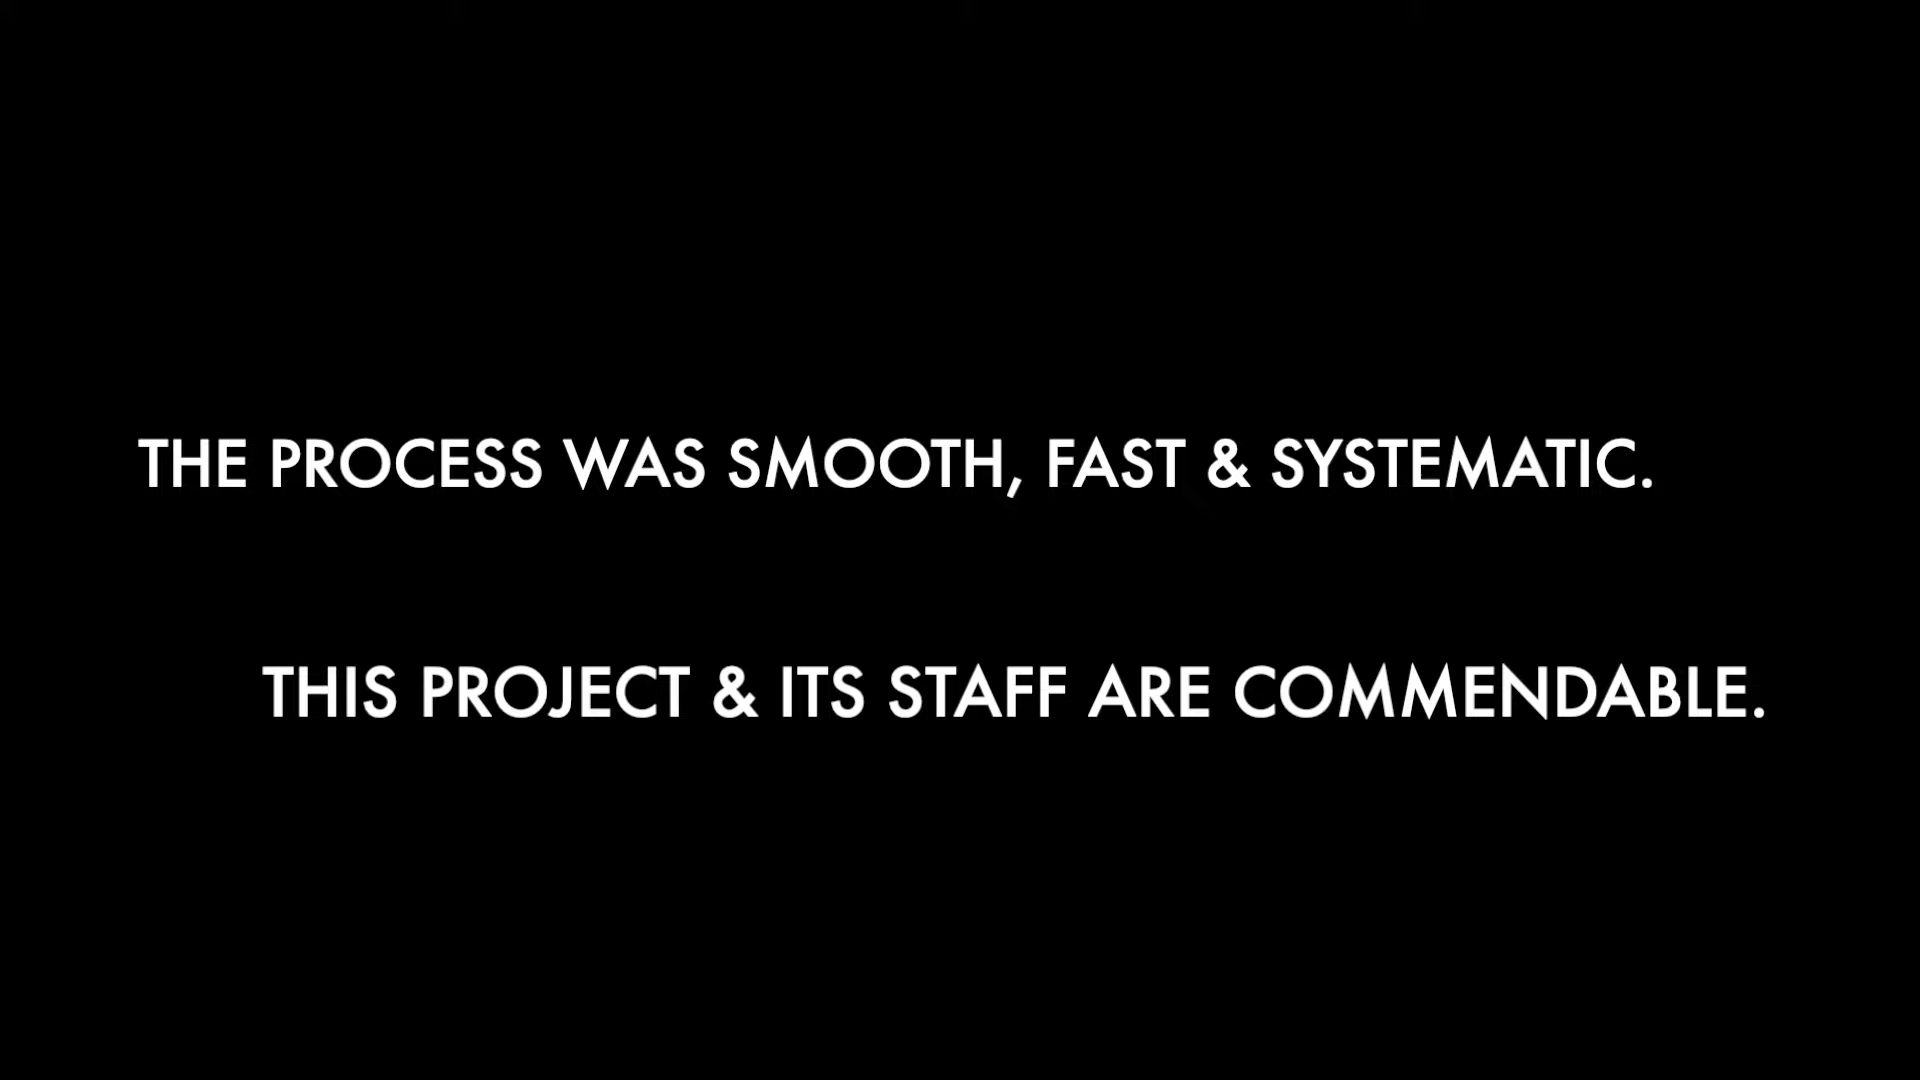 THE PROCESS WAS SMOOTH, FAST & SYSTEMATIC.
THIS PROJECT & ITS STAFF ARE COMMENDABLE.